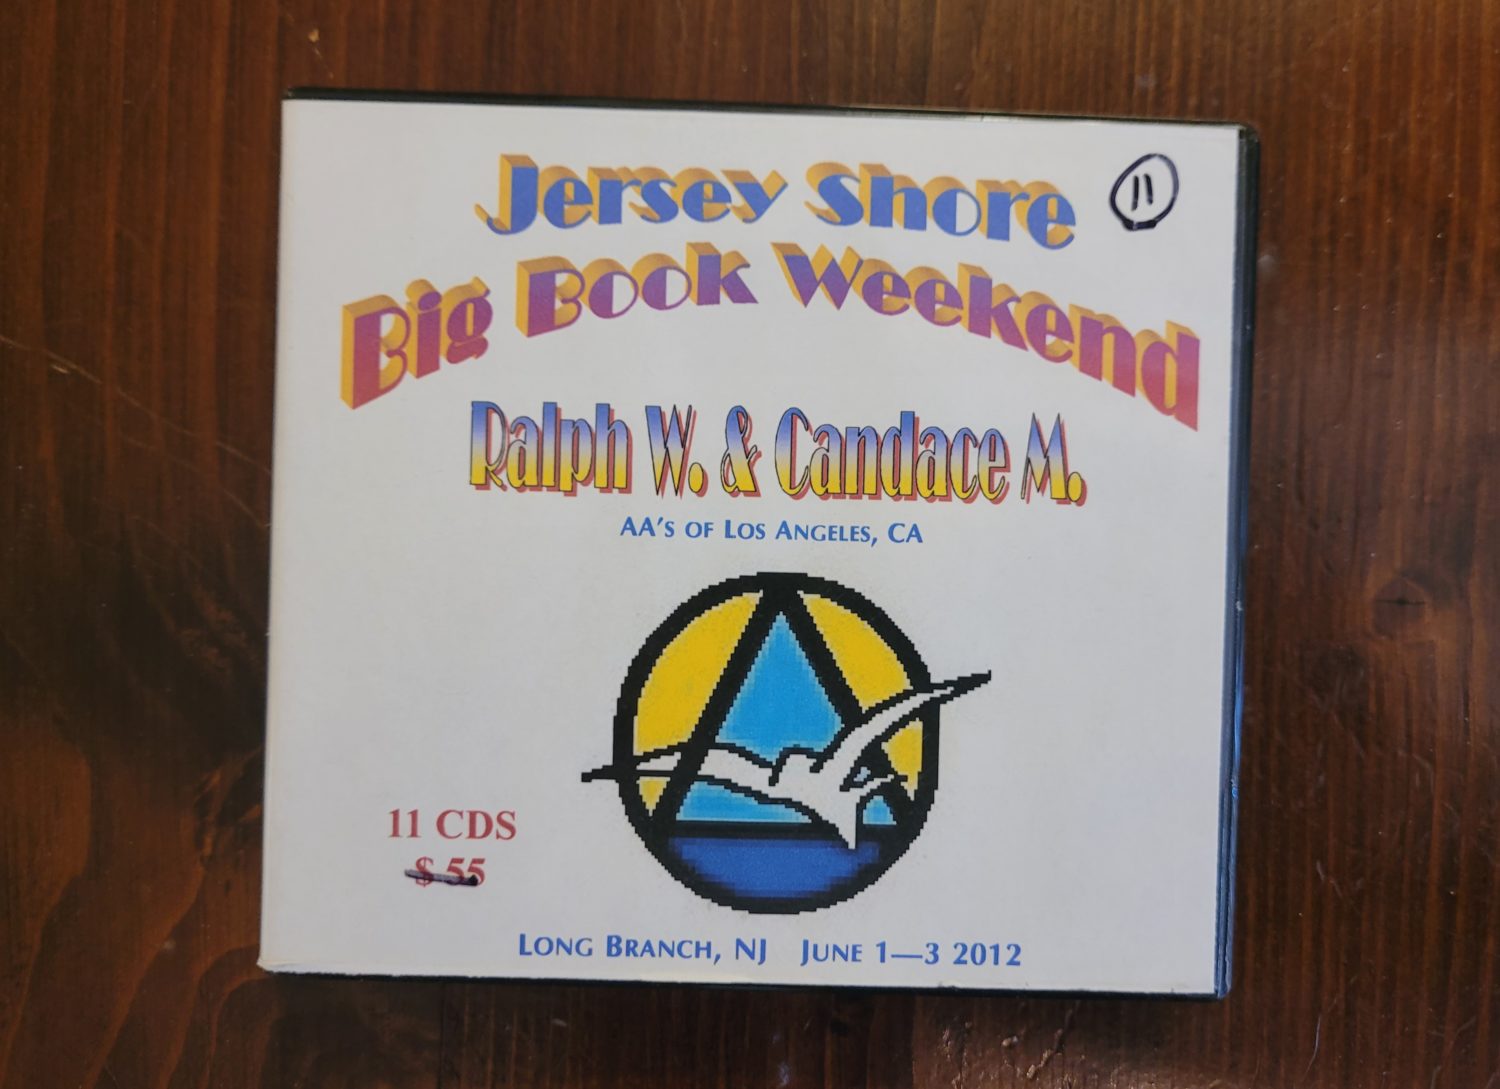 Jersey Shore
11
Big Book Weekend
Ralph W. & Candace M.
AA's of Los Angeles, CA
11 CDS
$ 55
Long Branch, NJ June 1—3 2012